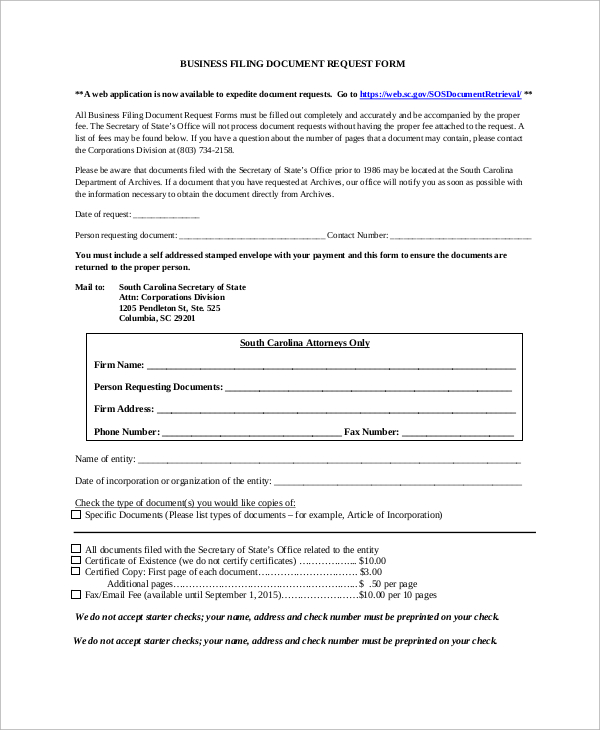 BUSINESS FILING DOCUMENT REQUEST FORM
**A web application is now available to expedite document requests. Go to https://web.sc.gov/SOSDocumentRetrieval/ **
All Business Filing Document Request Forms must be filled out completely and accurately and be accompanied by the proper
fee. The Secretary of State's Office will not process document requests without having the proper fee attached to the request. A
list of fees may be found below. If you have a question about the number of pages that a document may contain, please contact
the Corporations Division at (803) 734-2158.
Please be aware that documents filed with the Secretary of State's Office prior to 1986 may be located at the South Carolina
Department of Archives. If a document that you have requested at Archives, our office will notify you as soon as possible with
the information necessary to obtain the document directly from Archives.
Date of request: _______________
Person requesting document: _________________________________ Contact Number: ________________________________
You must include a self addressed stamped envelope with your payment and this form to ensure the documents are
returned to the proper person.
Mail to: South Carolina Secretary of State
Attn: Corporations Division
1205 Pendleton St, Ste. 525
Columbia, SC 29201
South Carolina Attorneys Only
Firm Name: ___________________________________________________________________________
Person Requesting Documents: _________________________________________________________
Firm Address: _______________________________________________________________________
Phone Number: ____________________________________ Fax Number: ______________________
Name of entity: ______________________________________________________________________________
Date of incorporation or organization of the entity: __________________________________________________
Check the type of document(s) you would like copies of:
☐ Specific Documents (Please list types of documents – for example, Article of Incorporation)
☐ All documents filed with the Secretary of State's Office related to the entity
☐ Certificate of Existence (we do not certify certificates) ………………... $10.00
☐ Certified Copy: First page of each document………………………… $3.00
Additional pages………………………………………………... $ .50 per page
☐ Fax/Email Fee (available until September 1, 2015)……………………$10.00 per 10 pages
We do not accept starter checks; your name, address and check number must be preprinted on your check.
We do not accept starter checks; your name, address and check number must be preprinted on your check.